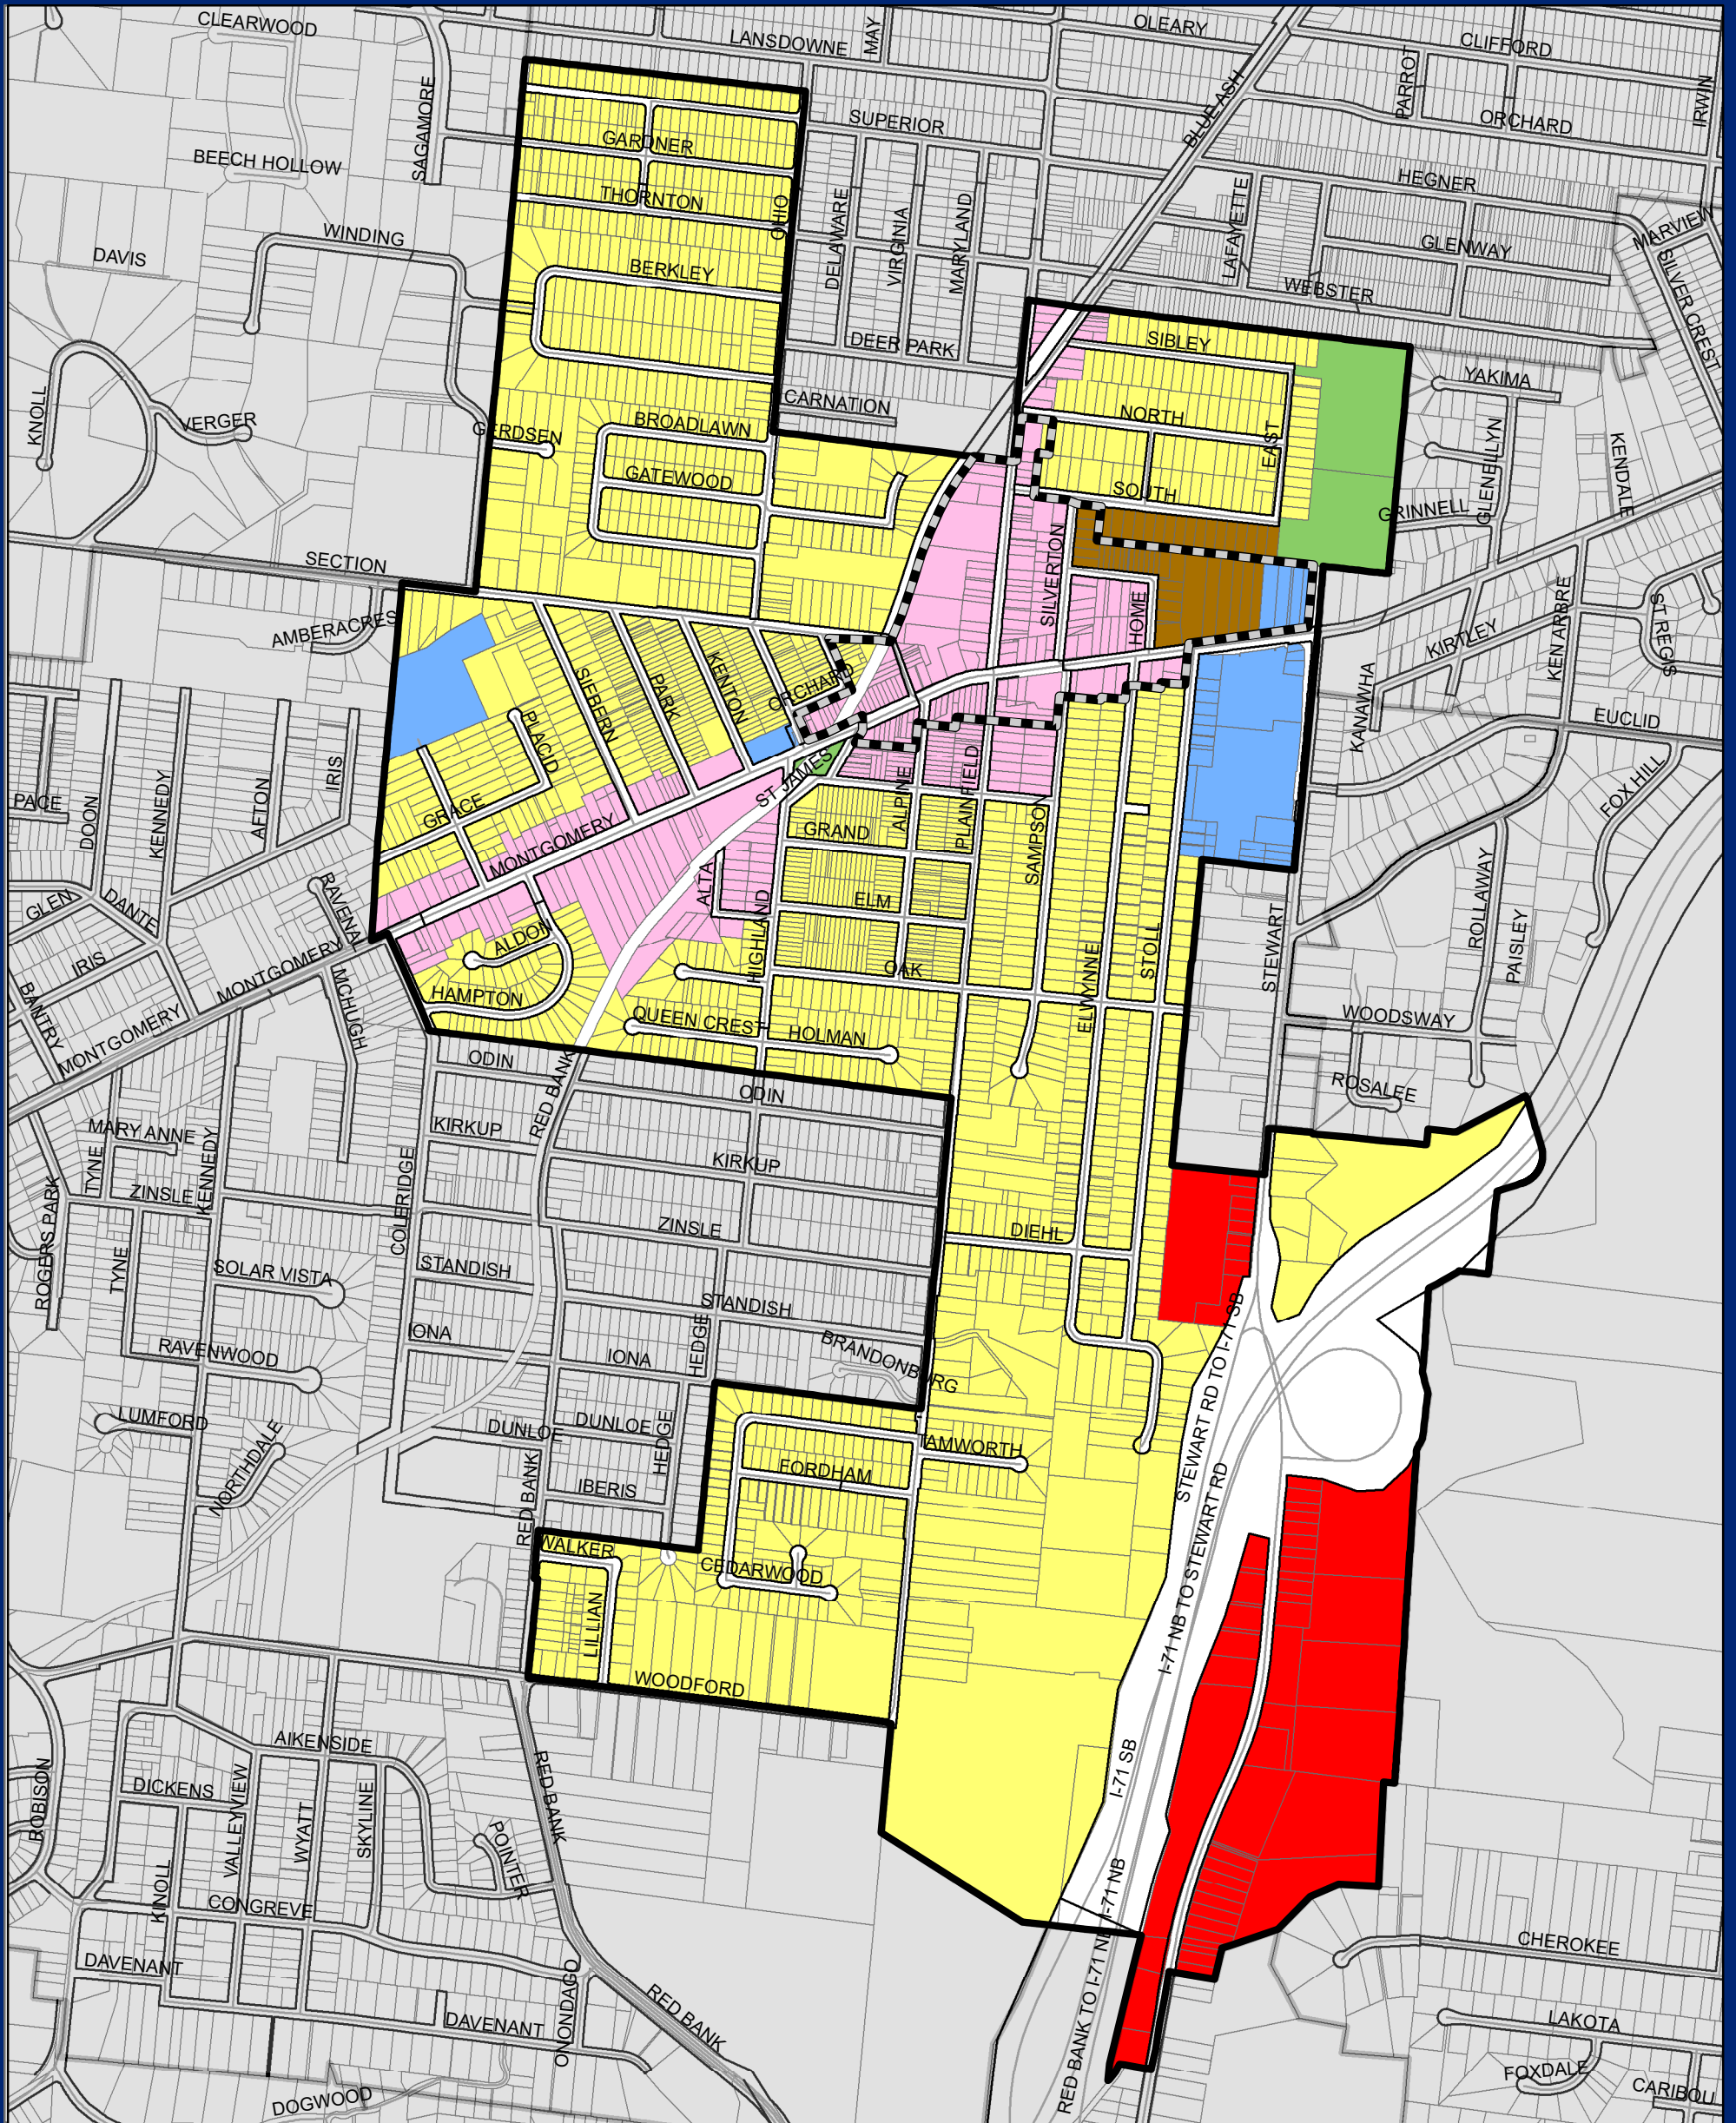 CLEARWOOD
LANSDOWNE
MAY
OLEARY
CLIFFORD
SAGAMORE
PARROT
IRWIN
BLUE ASH
SUPERIOR
ORCHARD
GARDNER
BEECH HOLLOW
HEGNER
THORNTON
OHIO
DELAWARE
VIRGINIA
MARYLAND
LAFAYETTE
MARVIEW
WINDING
GLENWAY
DAVIS
BERKLEY
WEBSTER
SILVER CREST
DEER PARK
SIBLEY
YAKIMA
CARNATION
NORTH
KNOLL
VERGER
GERDSEN
BROADLAWN
EAST
GLENELLYN
KENDALE
GATEWOOD
SOUTH
GRINNELL
SECTION
SILVERTON
HOME
KENARBRE
ST REGIS
AMBERACRES
KIRTLEY
SIEBERN
PARK
KENTON
ORCHARD
KANAWHA
EUCLID
PLACID
IRIS
KENNEDY
AFTON
DOON
PACE
ST JAMES
ALPINE
PLAINFIELD
FOX HILL
GRACE
MONTGOMERY
GRAND
SAMPSON
ALTA
ELM
ROLLAWAY
GLEN
DANTE
RAVENNA
HIGHLAND
STOLL
STEWART
PAISLEY
ALDON
ELWYNNE
IRIS
MONTGOMERY
OAK
HAMPTON
BANTRY
MCHUGH
QUEEN CREST
HOLMAN
WOODSWAY
MONTGOMERY
ODIN
RED BANK
ODIN
ROSALEE
MARY ANNE
KIRKUP
KIRKUP
TYNE
KENNEDY
ZINSLE
COLERIDGE
ZINSLE
DIEHL
ROGERS PARK
TYNE
SOLAR VISTA
STANDISH
STANDISH
STEWART RD TO I-71 SB
IONA
IONA
HEDGE
BRANDONBURG
RAVENWOOD
LUMFORD
DUNLOE
DUNLOE
HEDGE
TAMWORTH
NORTHDALE
FORDHAM
IBERIS
RED BANK
I-71 NB TO STEWART RD
WALKER
CEDARWOOD
LILLIAN
WOODFORD
AIKENSIDE
I-71 SB
ROBISON
DICKENS
VALLEYVIEW
WYATT
SKYLINE
RED BANK
POINTER
KNOLL
CONGREVE
I-71 NB
CHEROKEE
DAVENANT
ONONDAGO
RED BANK
DAVENANT
RED BANK TO I-71 NB
LAKOTA
FOXDALE
DOGWOOD
CARIBOU